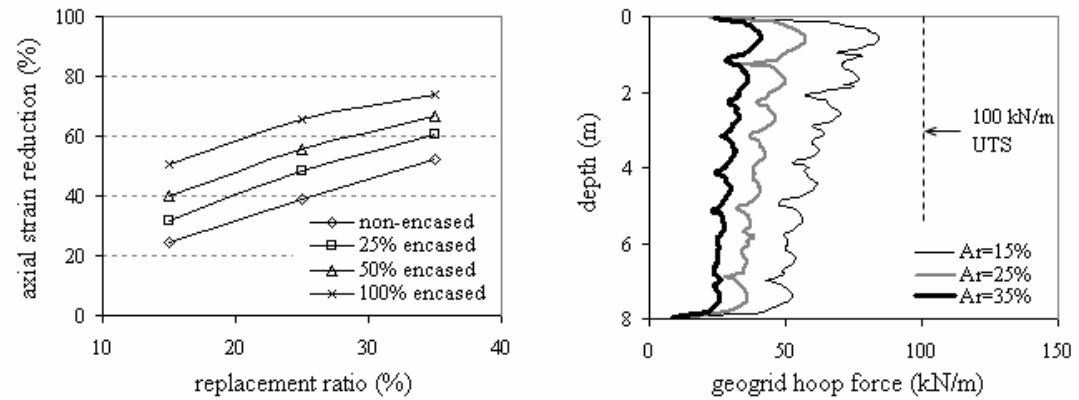 100
80
60
40
20
0
10
20
30
40
axial strain reduction (%)
replacement ratio (%)
non-encased
25% encased
50% encased
100% encased
0
2
4
6
8
0
50
100
150
depth (m)
geogrid hoop force (kN/m)
100 kN/m
UTS
Ar=15%
Ar=25%
Ar=35%